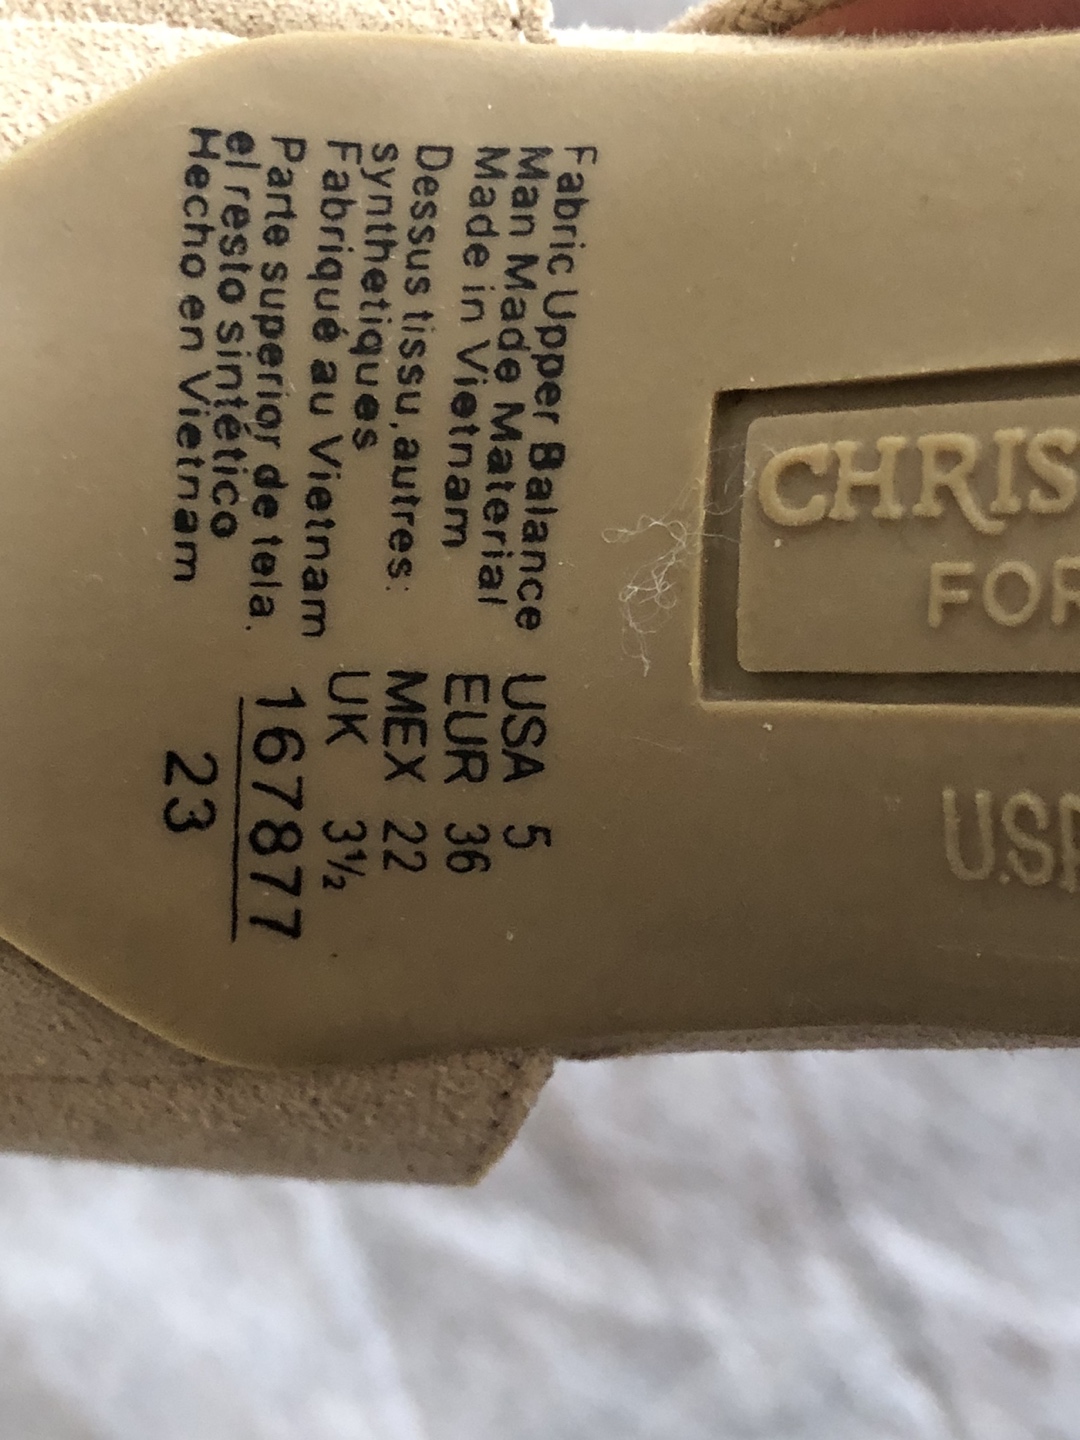 Fabric Upper Balance
Man Made Material
Made in Vietnam
Dessus tissu, autres:
synthetiques
Fabriqué au Vietnam
Parte superior de tela.
el resto sintético
Hecho en Vietnam
USA 5
EUR 36
MEX 22
UK 3½
167877
23
CHRIS
FOR
U.S.